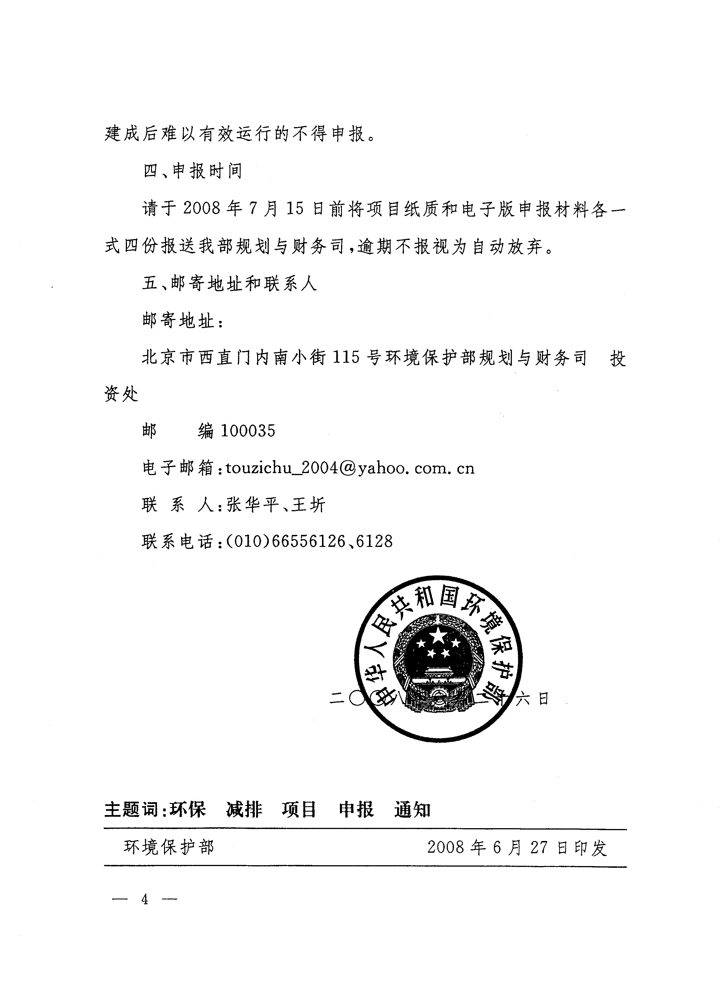 建成后难以有效运行的不得申报。
四、申报时间
请于 2008 年 7 月 15 日前将项目纸质和电子版申报材料各一
式四份报送我部规划与财务司,逾期不报视为自动放弃。
五、邮寄地址和联系人
邮寄地址:
北京市西直门内南小街 115 号环境保护部规划与财务司 投
资处
邮 编 100035
电子邮箱:touzichu_2004@yahoo.com.cn
联 系 人:张华平、王圻
联系电话:(010)66556126、6128
中华人民共和国环境保护部
二〇〇八 二十六日
主题词:环保 减排 项目 申报 通知
环境保护部 2008 年 6 月 27 日印发
— 4 —